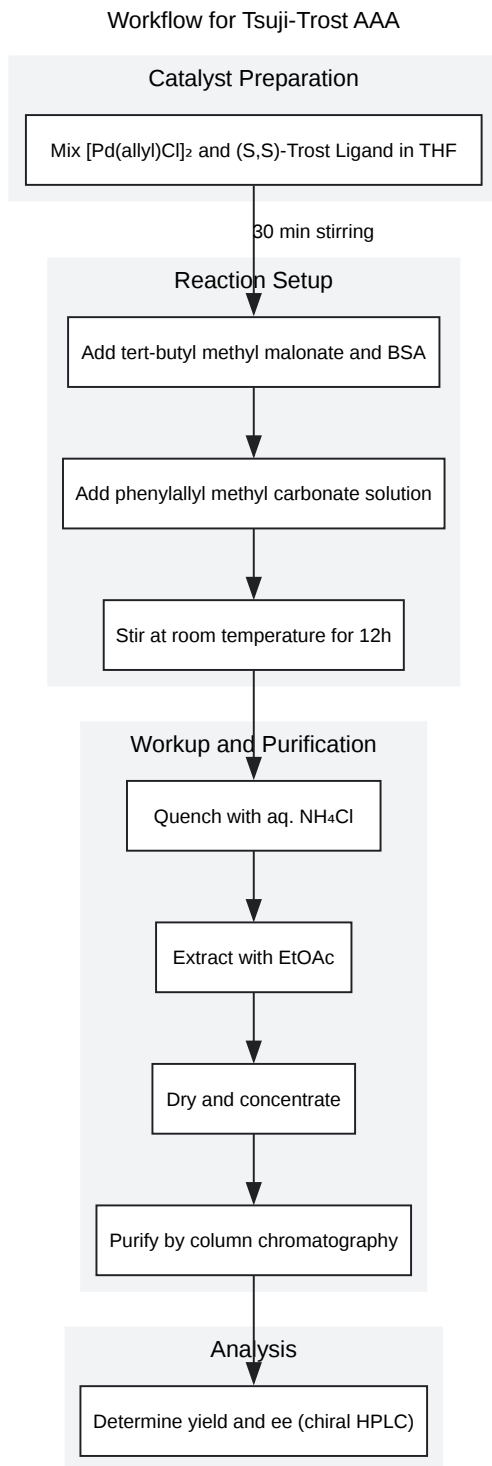 Workflow for Tsuji-Trost AAA
Catalyst Preparation
Mix [Pd(allyl)Cl]₂ and (S,S)-Trost Ligand in THF
30 min stirring
Reaction Setup
Add tert-butyl methyl malonate and BSA
Add phenylallyl methyl carbonate solution
Stir at room temperature for 12h
Workup and Purification
Quench with aq. NH₄Cl
Extract with EtOAc
Dry and concentrate
Purify by column chromatography
Analysis
Determine yield and ee (chiral HPLC)